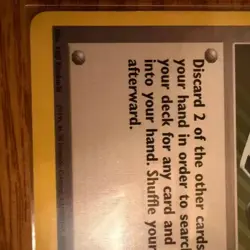 Discard 2 of the other cards
your hand in order to searc
your deck for any card and
into your hand. Shuffle your
afterward.